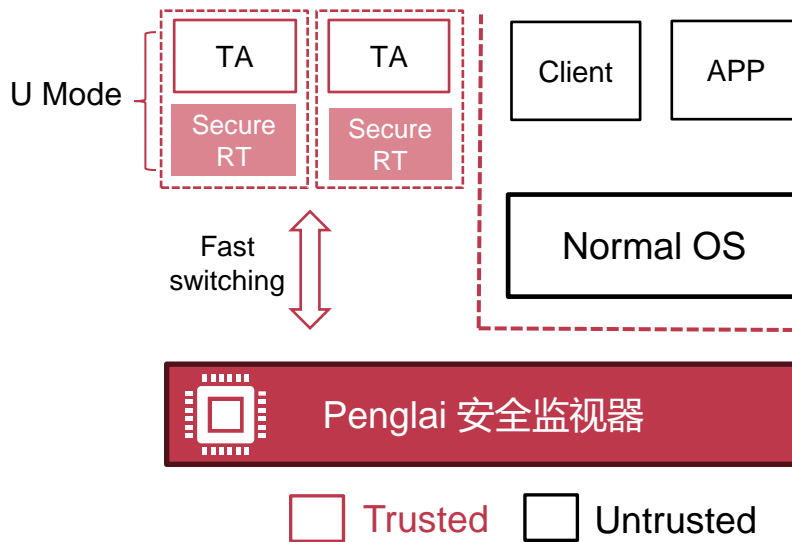 TA
TA
Client
APP
U Mode
Secure
RT
Secure
RT
Normal OS
Fast
switching
Penglai 安全监视器
Trusted
Untrusted